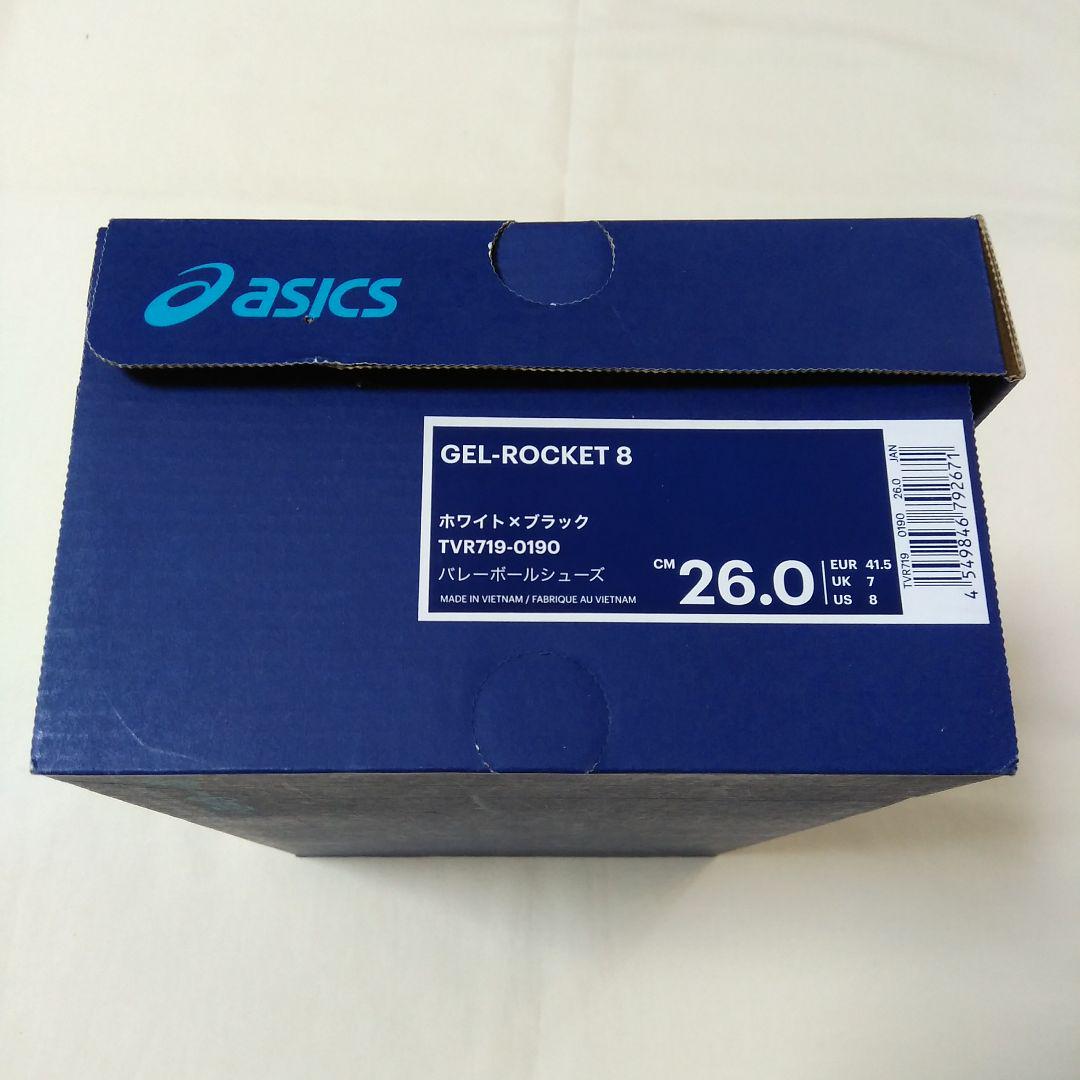 asics
GEL-ROCKET 8
ホワイト×ブラック
TVR719-0190
バレーボールシューズ
MADE IN VIETNAM / FABRIQUE AU VIETNAM
CM 26.0
EUR 41.5
UK 7
US 8
TVR719 0190 26.0 JAN
4 549846 792671